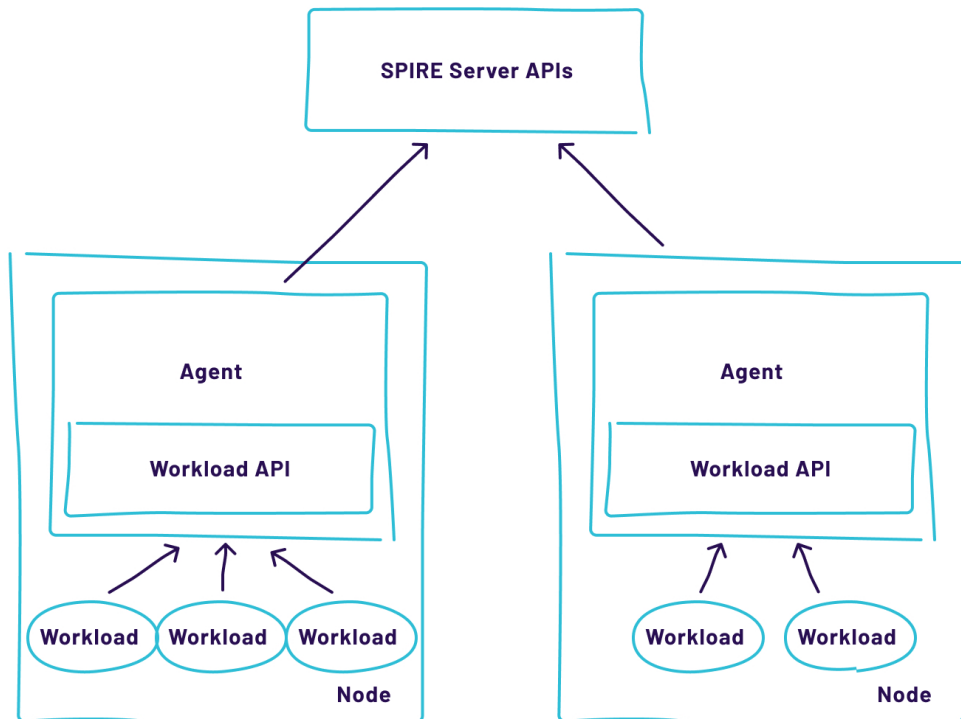 SPIRE Server APIs
Agent
Workload API
Workload
Workload
Workload
Node
Agent
Workload API
Workload
Workload
Node